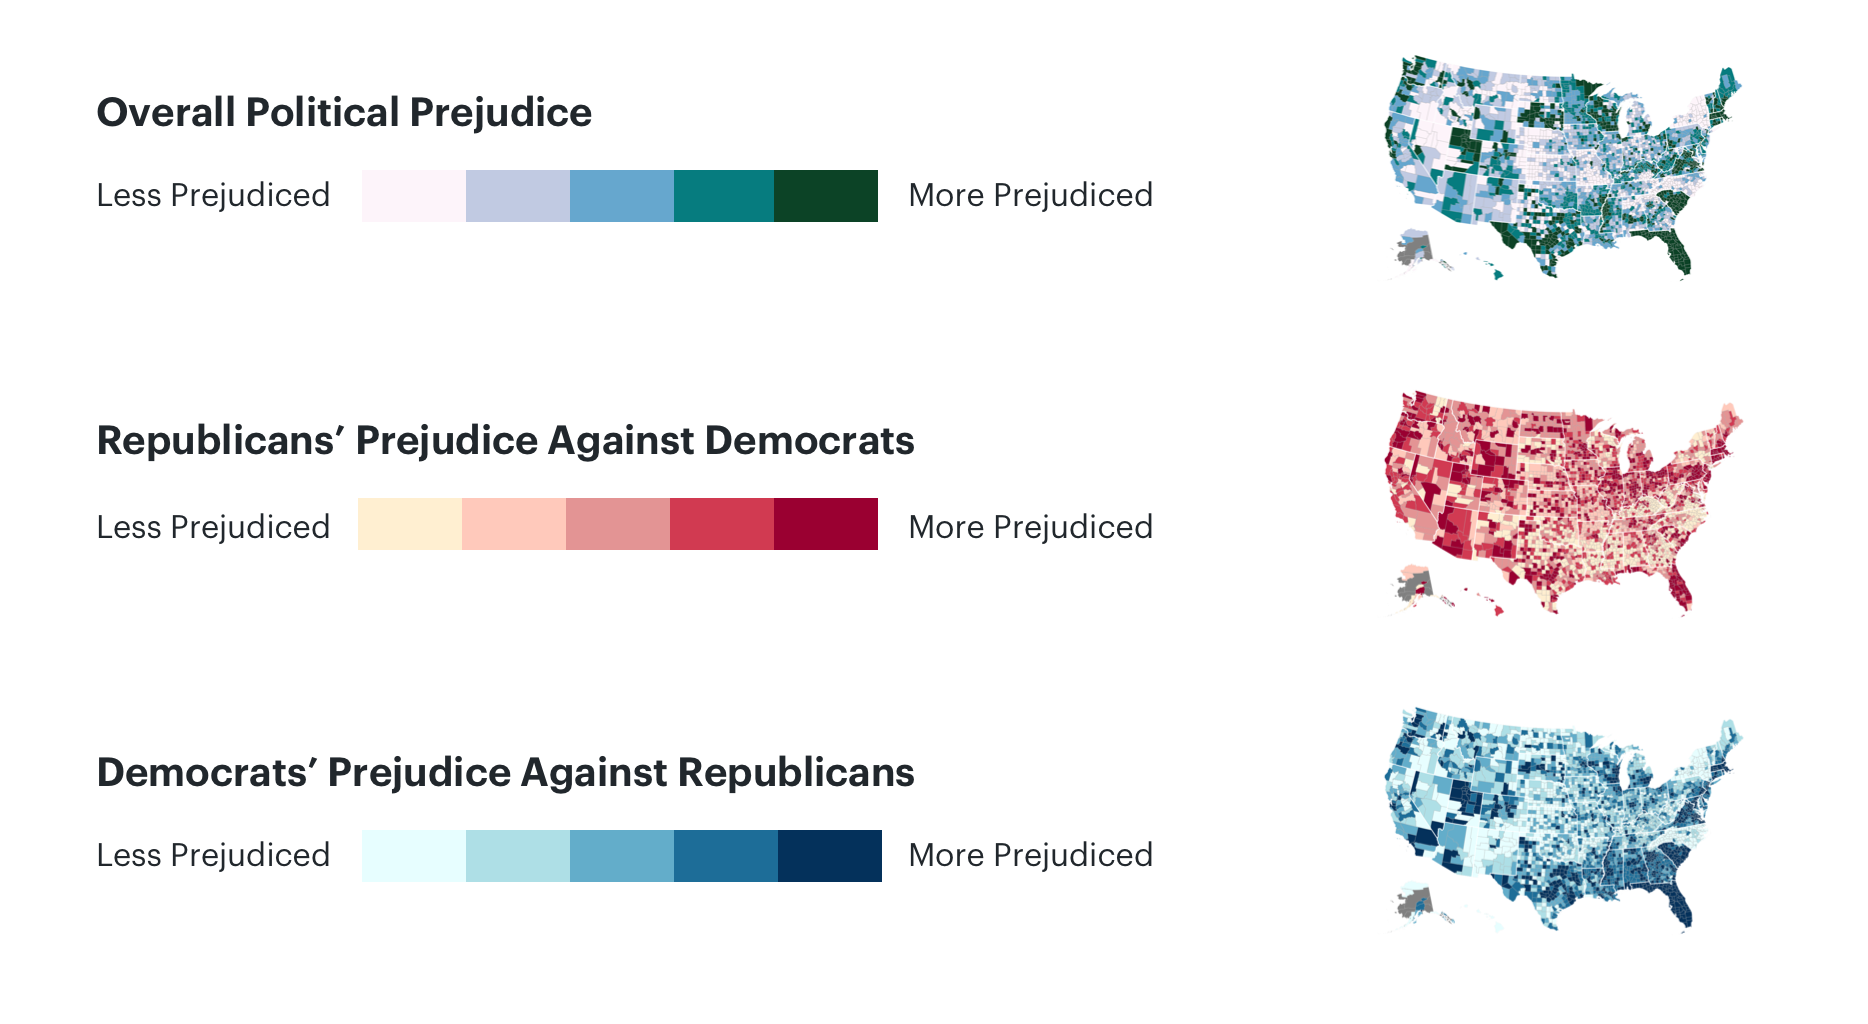 Overall Political Prejudice
Less Prejudiced More Prejudiced
Republicans’ Prejudice Against Democrats
Less Prejudiced More Prejudiced
Democrats’ Prejudice Against Republicans
Less Prejudiced More Prejudiced